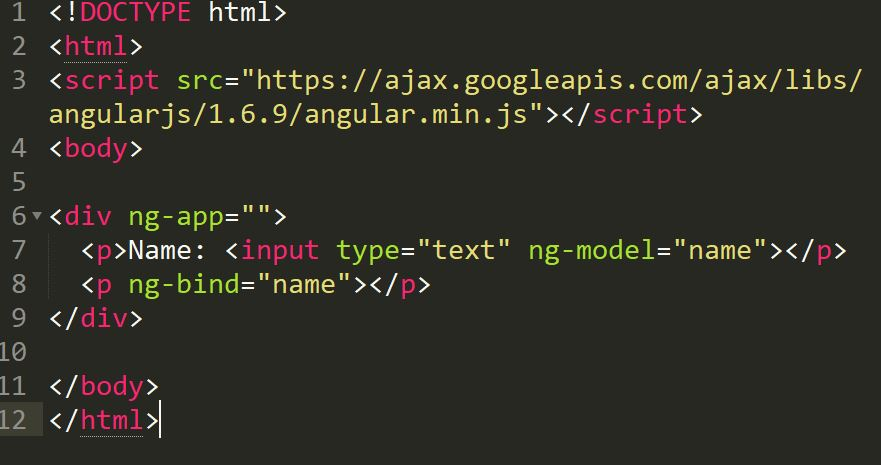 1 <!DOCTYPE html>
2 <html>
3 <script src="https://ajax.googleapis.com/ajax/libs/
angularjs/1.6.9/angular.min.js"></script>
4 <body>
5
6 <div ng-app="">
7   <p>Name: <input type="text" ng-model="name"></p>
8   <p ng-bind="name"></p>
9 </div>
10
11 </body>
12 </html>